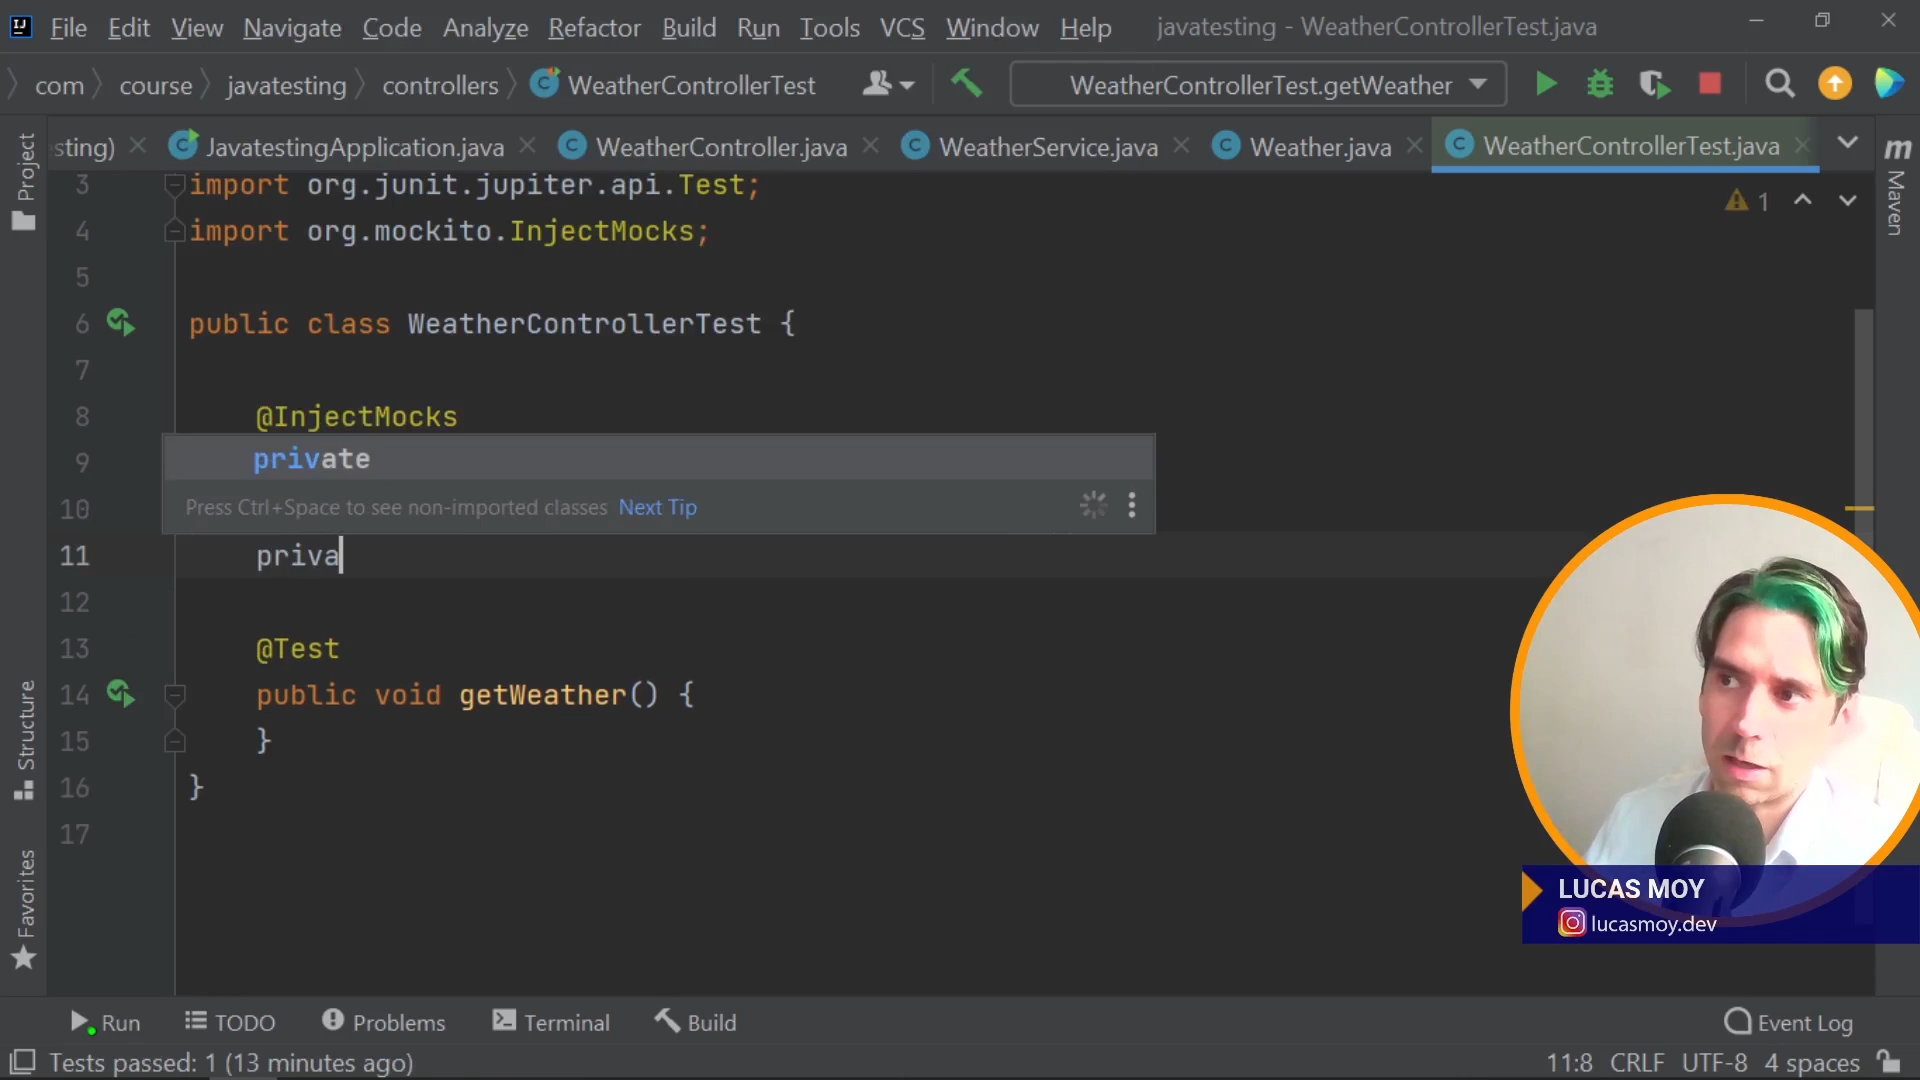 File Edit View Navigate Code Analyze Refactor Build Run Tools VCS Window Help javatesting - WeatherControllerTest.java
com course javatesting controllers WeatherControllerTest WeatherControllerTest.getWeather
sting) JavatestingApplication.java WeatherController.java WeatherService.java Weather.java WeatherControllerTest.java
3 import org.junit.jupiter.api.Test;
1
4 import org.mockito.InjectMocks;
5
6 public class WeatherControllerTest {
7
8 @InjectMocks
9 private
10 Press Ctrl+Space to see non-imported classes Next Tip
11 priva
12
13 @Test
14 public void getWeather() {
15 }
16 }
17
Project
Structure
Favorites
m Maven
LUCAS MOY
lucasmoy.dev
Run TODO Problems Terminal Build Event Log
Tests passed: 1 (13 minutes ago) 11:8 CRLF UTF-8 4 spaces